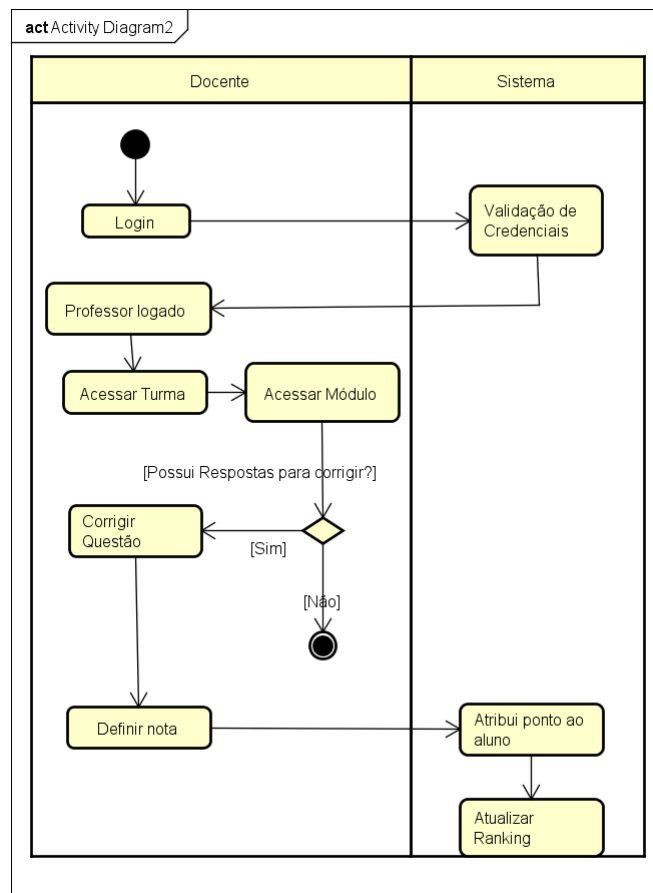 act Activity Diagram2
Docente
Sistema
Login
Validação de
Credenciais
Professor logado
Acessar Turma
Acessar Módulo
[Possui Respostas para corrigir?]
Corrigir
Questão
[Sim]
[Não]
Definir nota
Atribui ponto ao
aluno
Atualizar
Ranking